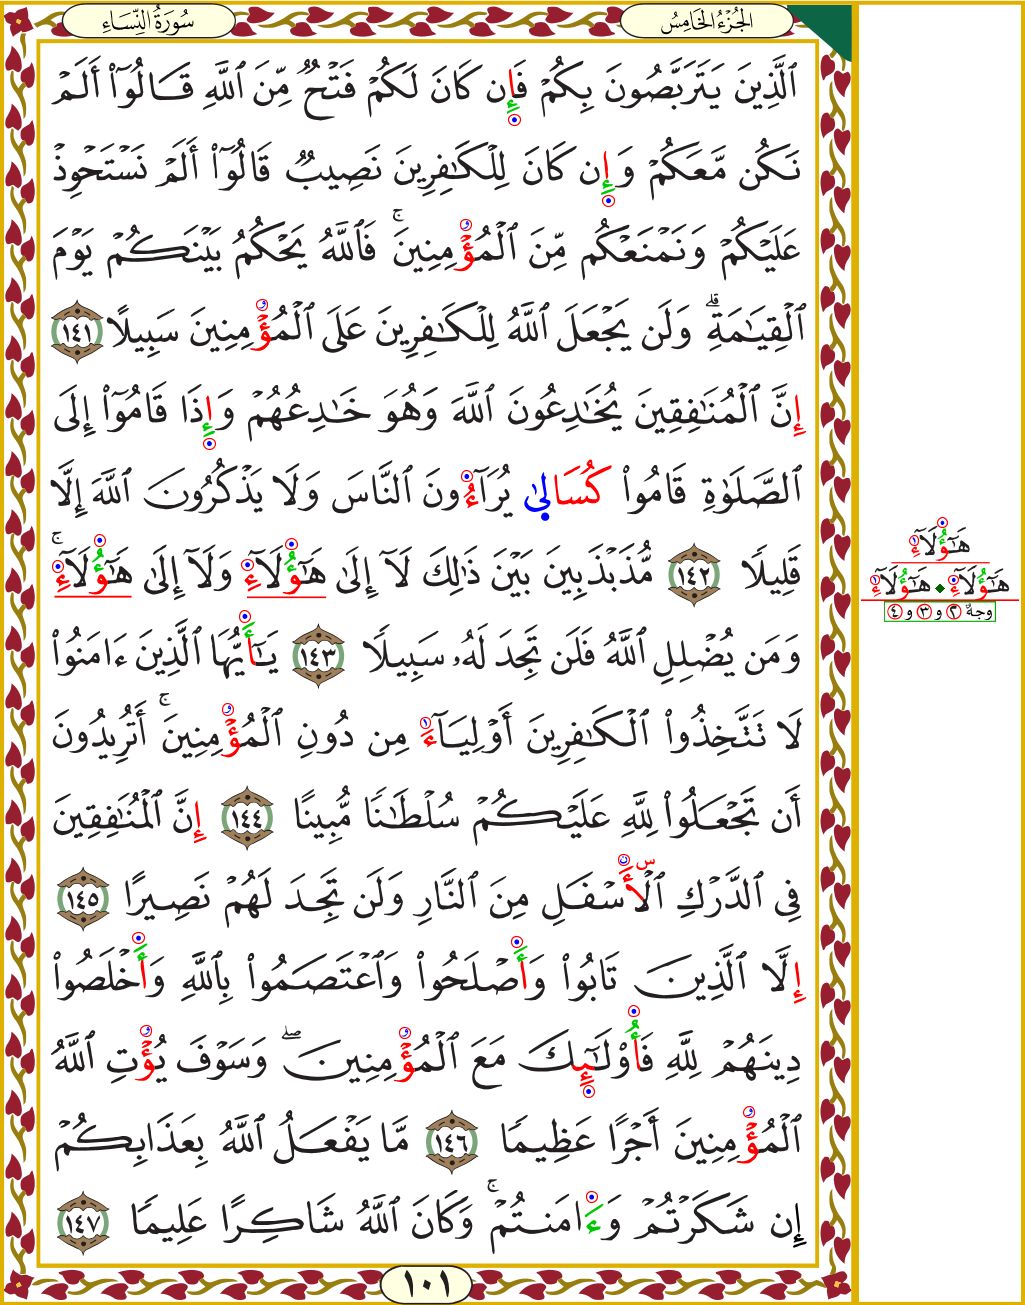 سُورَةُ النِّسَاءِ
الجُزْءُ الخَامِسُ
ٱلَّذِينَ يَتَرَبَّصُونَ بِكُمْ فَإِن كَانَ لَكُمْ فَتْحٌ مِّنَ ٱللَّهِ قَالُوٓا۟ أَلَمْ
نَكُن مَّعَكُمْ وَإِن كَانَ لِلْكَـٰفِرِينَ نَصِيبٌ قَالُوٓا۟ أَلَمْ نَسْتَحْوِذْ
عَلَيْكُمْ وَنَمْنَعْكُم مِّنَ ٱلْمُؤْمِنِينَ ۚ فَٱللَّهُ يَحْكُمُ بَيْنَكُمْ يَوْمَ
ٱلْقِيَـٰمَةِ ۗ وَلَن يَجْعَلَ ٱللَّهُ لِلْكَـٰفِرِينَ عَلَى ٱلْمُؤْمِنِينَ سَبِيلًا ١٤١
إِنَّ ٱلْمُنَـٰفِقِينَ يُخَـٰدِعُونَ ٱللَّهَ وَهُوَ خَـٰدِعُهُمْ وَإِذَا قَامُوٓا۟ إِلَى
ٱلصَّلَوٰةِ قَامُوا۟ كُسَالِىٰ يُرَآءُونَ ٱلنَّاسَ وَلَا يَذْكُرُونَ ٱللَّهَ إِلَّا
قَلِيلًا ١٤٢ مُّذَبْذَبِينَ بَيْنَ ذَٰلِكَ لَآ إِلَىٰ هَـٰٓؤُلَآءِ وَلَآ إِلَىٰ هَـٰٓؤُلَآءِ ۚ
وَمَن يُضْلِلِ ٱللَّهُ فَلَن تَجِدَ لَهُۥ سَبِيلًا ١٤٣ يَـٰٓأَيُّهَا ٱلَّذِينَ ءَامَنُوا۟
لَا تَتَّخِذُوا۟ ٱلْكَـٰفِرِينَ أَوْلِيَآءَ مِن دُونِ ٱلْمُؤْمِنِينَ ۚ أَتُرِيدُونَ
أَن تَجْعَلُوا۟ لِلَّهِ عَلَيْكُمْ سُلْطَـٰنًا مُّبِينًا ١٤٤ إِنَّ ٱلْمُنَـٰفِقِينَ
فِى ٱلدَّرْكِ ٱلْأَسْفَلِ مِنَ ٱلنَّارِ وَلَن تَجِدَ لَهُمْ نَصِيرًا ١٤٥
إِلَّا ٱلَّذِينَ تَابُوا۟ وَأَصْلَحُوا۟ وَٱعْتَصَمُوا۟ بِٱللَّهِ وَأَخْلَصُوا۟
دِينَهُمْ لِلَّهِ فَأُو۟لَـٰٓئِكَ مَعَ ٱلْمُؤْمِنِينَ ۖ وَسَوْفَ يُؤْتِ ٱللَّهُ
ٱلْمُؤْمِنِينَ أَجْرًا عَظِيمًا ١٤٦ مَّا يَفْعَلُ ٱللَّهُ بِعَذَابِكُمْ
إِن شَكَرْتُمْ وَءَامَنتُمْ ۚ وَكَانَ ٱللَّهُ شَاكِرًا عَلِيمًا ١٤٧
١٠١
هَـٰٓؤُلَآءِ
هَـٰٓؤُلَآءِ ◆ هَـٰٓؤُلَآءِ
وجهٌ ٢ و ٣ و ٤